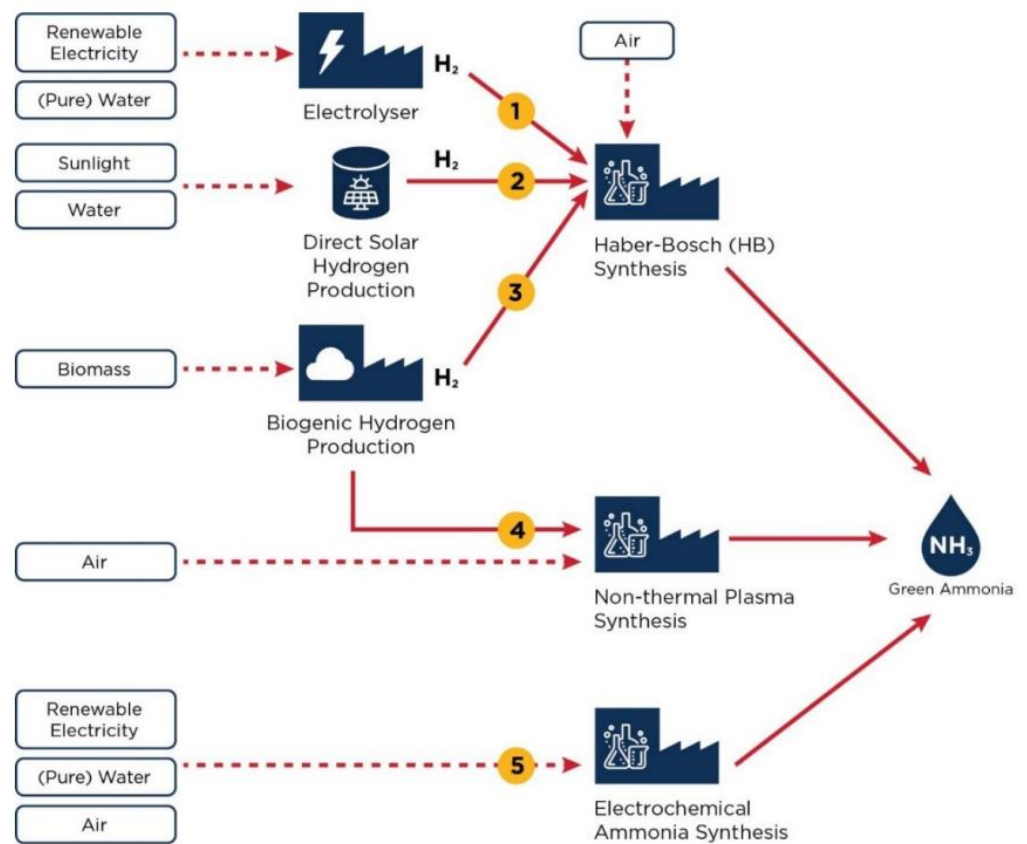 Renewable
Electricity
(Pure) Water
H₂
Electrolyser
1
Air
Sunlight
Water
H₂
Direct Solar
Hydrogen
Production
2
Haber-Bosch (HB)
Synthesis
3
Biomass
H₂
Biogenic Hydrogen
Production
4
Air
Non-thermal Plasma
Synthesis
NH₃
Green Ammonia
Renewable
Electricity
(Pure) Water
Air
5
Electrochemical
Ammonia Synthesis